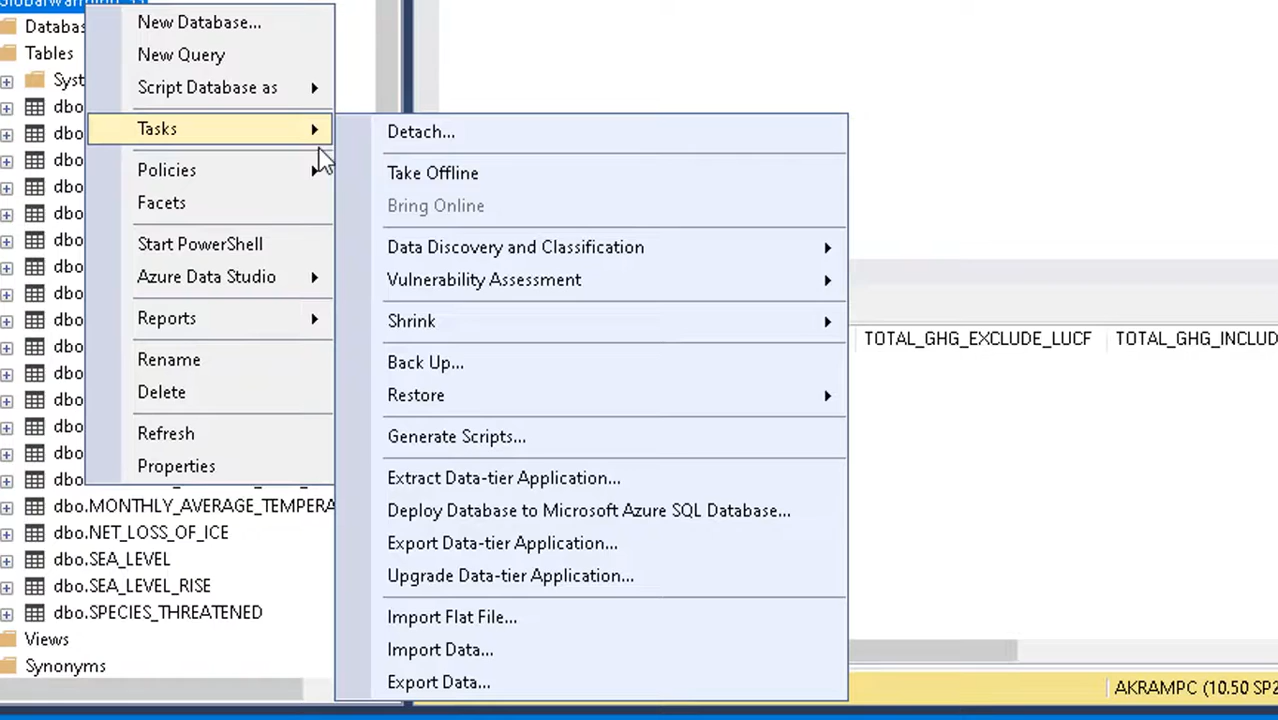 New Database...
Databas
New Query
Tables
Syst
Script Database as
dbo.
Tasks
dbo.
Detach...
dbo.
Policies
Take Offline
dbo.
Facets
Bring Online
dbo.
dbo.
Start PowerShell
Data Discovery and Classification
dbo.
Azure Data Studio
Vulnerability Assessment
dbo.
Reports
Shrink
dbo.
TOTAL_GHG_EXCLUDE_LUCF
TOTAL_GHG_INCLUD
dbo.
Rename
Back Up...
dbo.
Delete
Restore
dbo.
dbo.
Refresh
Generate Scripts...
dbo.
Properties
Extract Data-tier Application...
dbo.
dbo.MONTHLY_AVERAGE_TEMPERA
Deploy Database to Microsoft Azure SQL Database...
dbo.NET_LOSS_OF_ICE
Export Data-tier Application...
dbo.SEA_LEVEL
Upgrade Data-tier Application...
dbo.SEA_LEVEL_RISE
dbo.SPECIES_THREATENED
Import Flat File...
Views
Import Data...
Synonyms
Export Data...
AKRAMPC (10.50 SP2